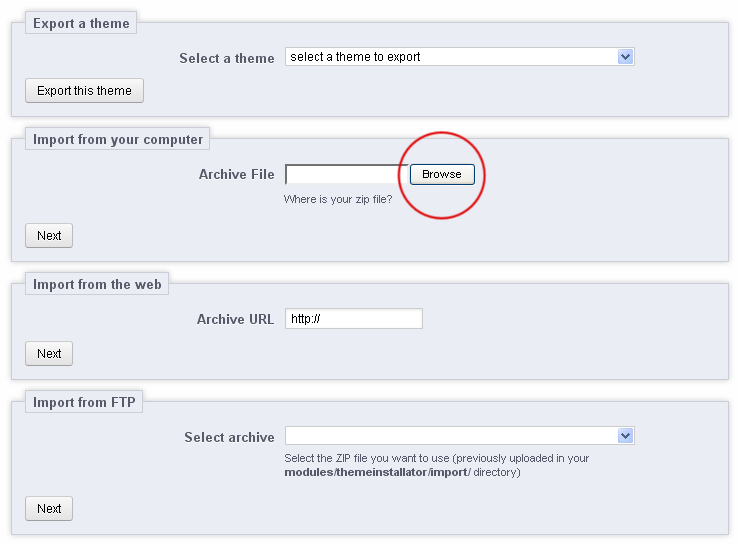 Export a theme
Select a theme select a theme to export
Export this theme
Import from your computer
Archive File Browse
Where is your zip file?
Next
Import from the web
Archive URL http://
Next
Import from FTP
Select archive
Select the ZIP file you want to use (previously uploaded in your
modules/themeinstallator/import/ directory)
Next